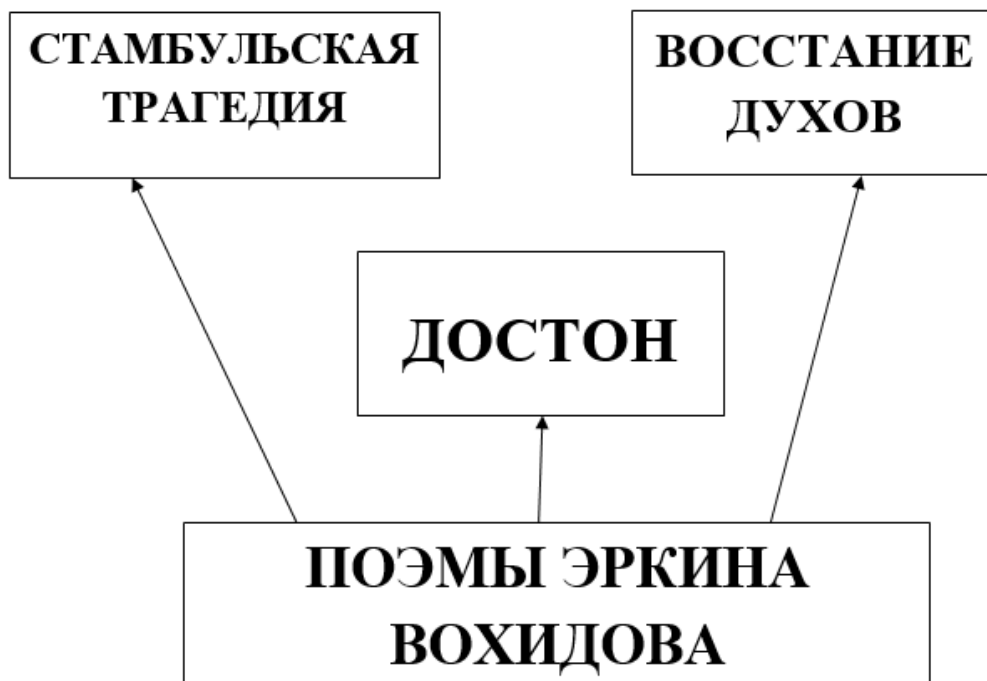 СТАМБУЛЬСКАЯ
ТРАГЕДИЯ
ВОССТАНИЕ
ДУХОВ
ДОСТОН
ПОЭМЫ ЭРКИНА
ВОХИДОВА